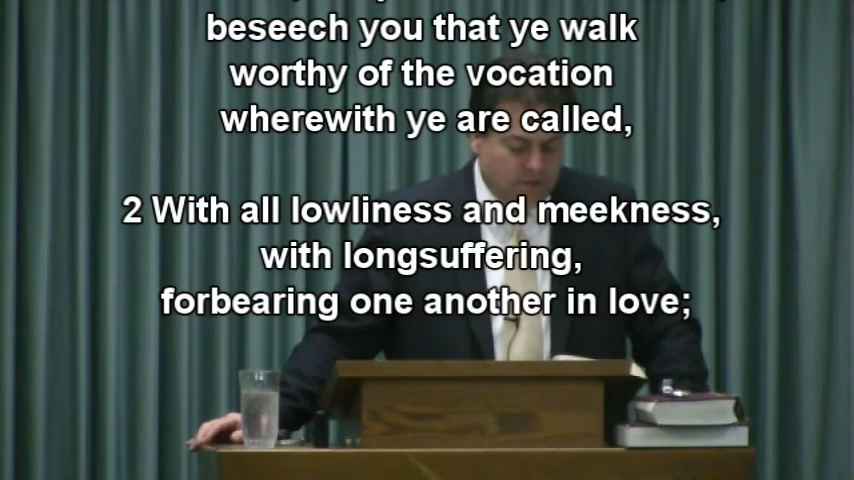 beseech you that ye walk
worthy of the vocation
wherewith ye are called,
2 With all lowliness and meekness,
with longsuffering,
forbearing one another in love;